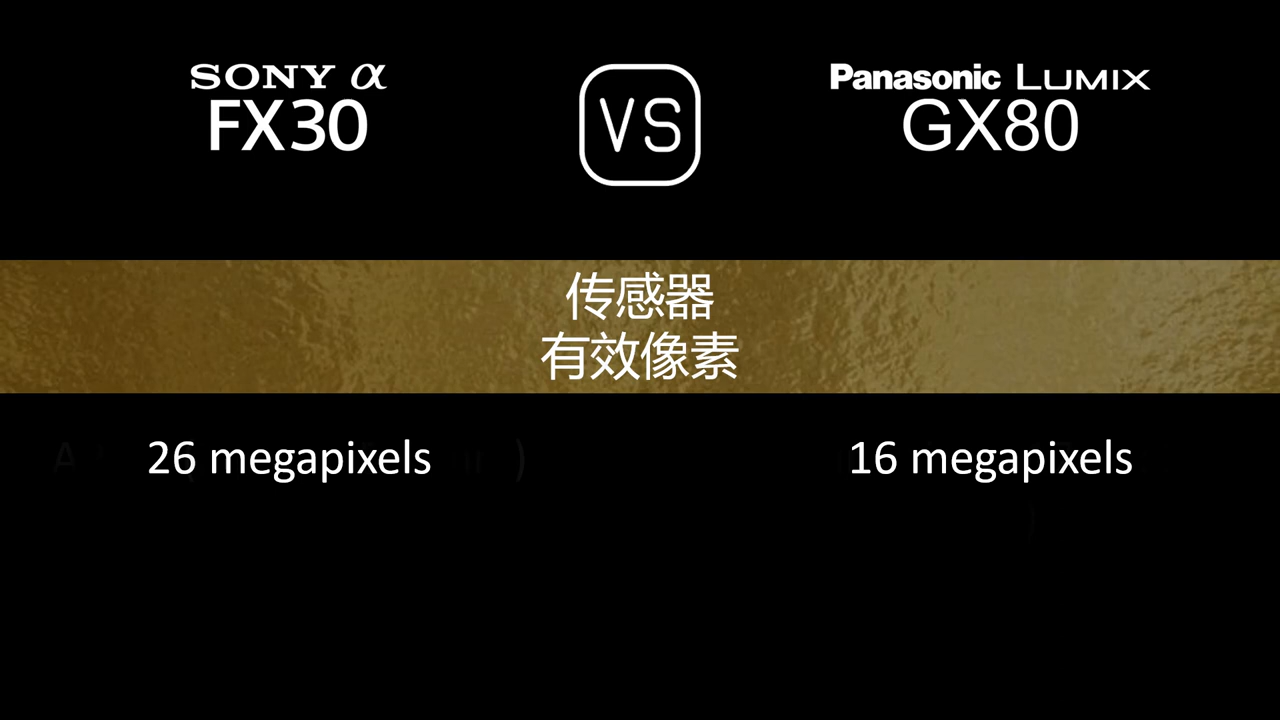 SONY α
FX30
VS
Panasonic LUMIX
GX80
传感器
有效像素
26 megapixels
16 megapixels